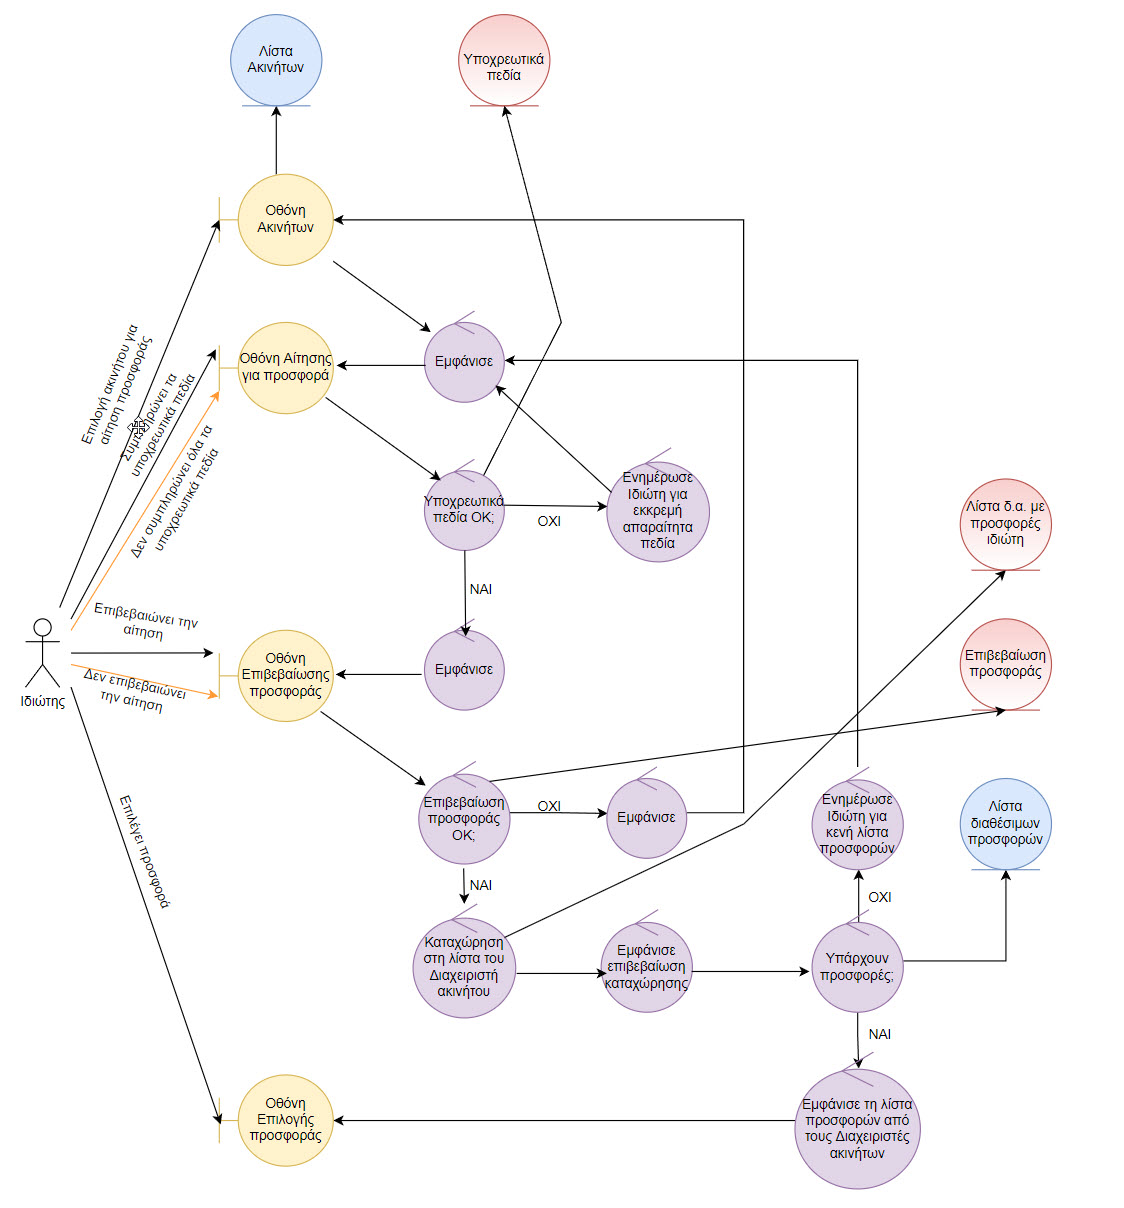 Λίστα
Ακινήτων
Υποχρεωτικά
πεδία
Οθόνη
Ακινήτων
Επιλογή ακινήτου για
αίτηση προσφοράς
Συμπληρώνει τα
υποχρεωτικά πεδία
Δεν συμπληρώνει όλα τα
υποχρεωτικά πεδία
Οθόνη Αίτησης
για προσφορά
Εμφάνισε
Υποχρεωτικά
πεδία ΟΚ;
ΟΧΙ
Ενημέρωσε
Ιδιώτη για
εκκρεμή
απαραίτητα
πεδία
Λίστα δ.α. με
προσφορές
ιδιώτη
ΝΑΙ
Επιβεβαιώνει την
αίτηση
Ιδιώτης
Δεν επιβεβαιώνει
την αίτηση
Οθόνη
Επιβεβαίωσης
προσφοράς
Εμφάνισε
Επιβεβαίωση
προσφοράς
Επιλέγει προσφορά
Επιβεβαίωση
προσφοράς
ΟΚ;
ΟΧΙ
Εμφάνισε
Ενημέρωσε
Ιδιώτη για
κενή λίστα
προσφορών
Λίστα
διαθέσιμων
προσφορών
ΝΑΙ
ΟΧΙ
Καταχώρηση
στη λίστα του
Διαχειριστή
ακινήτου
Εμφάνισε
επιβεβαίωση
καταχώρησης
Υπάρχουν
προσφορές;
ΝΑΙ
Οθόνη
Επιλογής
προσφοράς
Εμφάνισε τη λίστα
προσφορών από
τους Διαχειριστές
ακινήτων